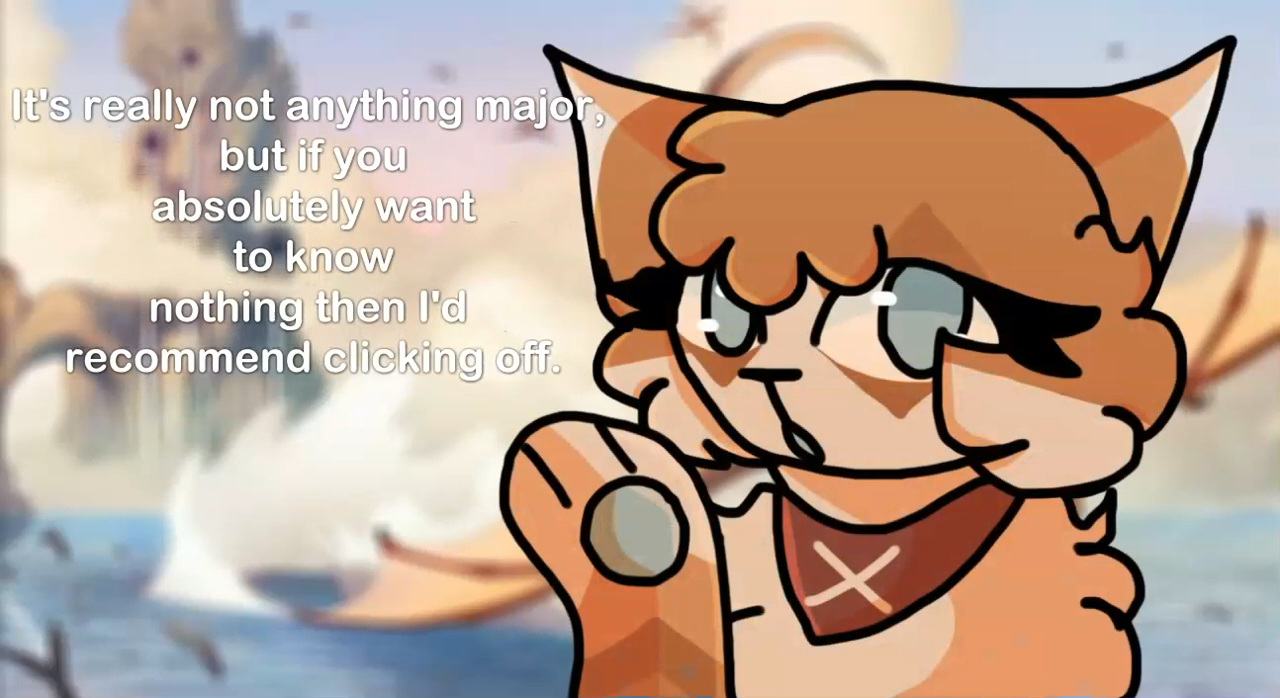 It's really not anything major,
but if you
absolutely want
to know
nothing then I'd
recommend clicking off.